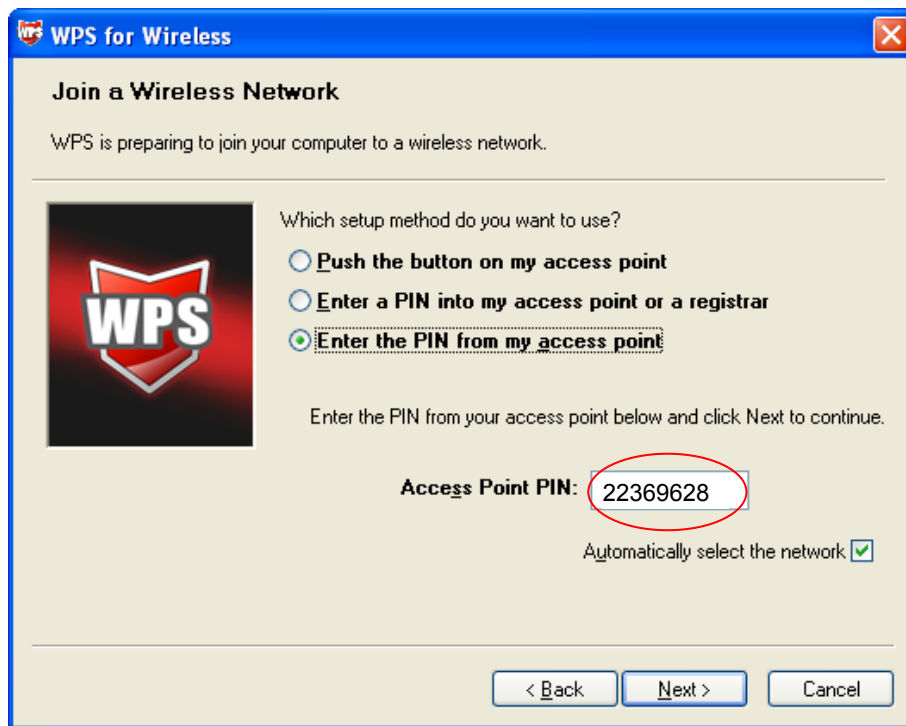 WPS WPS for Wireless
Join a Wireless Network
WPS is preparing to join your computer to a wireless network.
WPS
Which setup method do you want to use?
Push the button on my access point
Enter a PIN into my access point or a registrar
Enter the PIN from my access point
Enter the PIN from your access point below and click Next to continue.
Access Point PIN: 22369628
Automatically select the network
< Back Next > Cancel